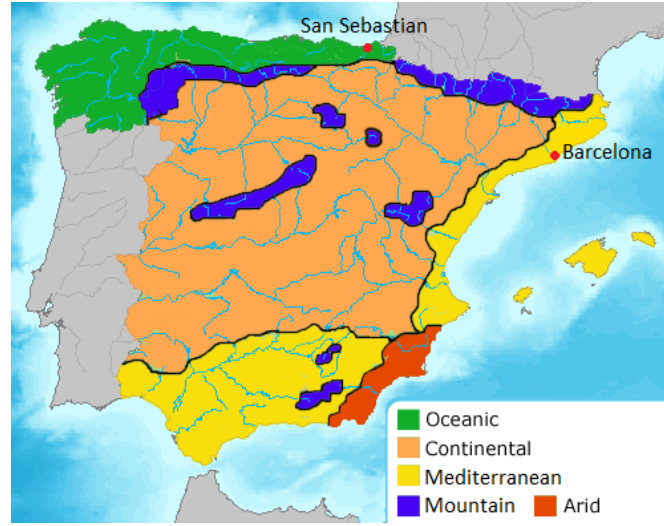 San Sebastian
Barcelona
Oceanic
Continental
Mediterranean
Mountain Arid